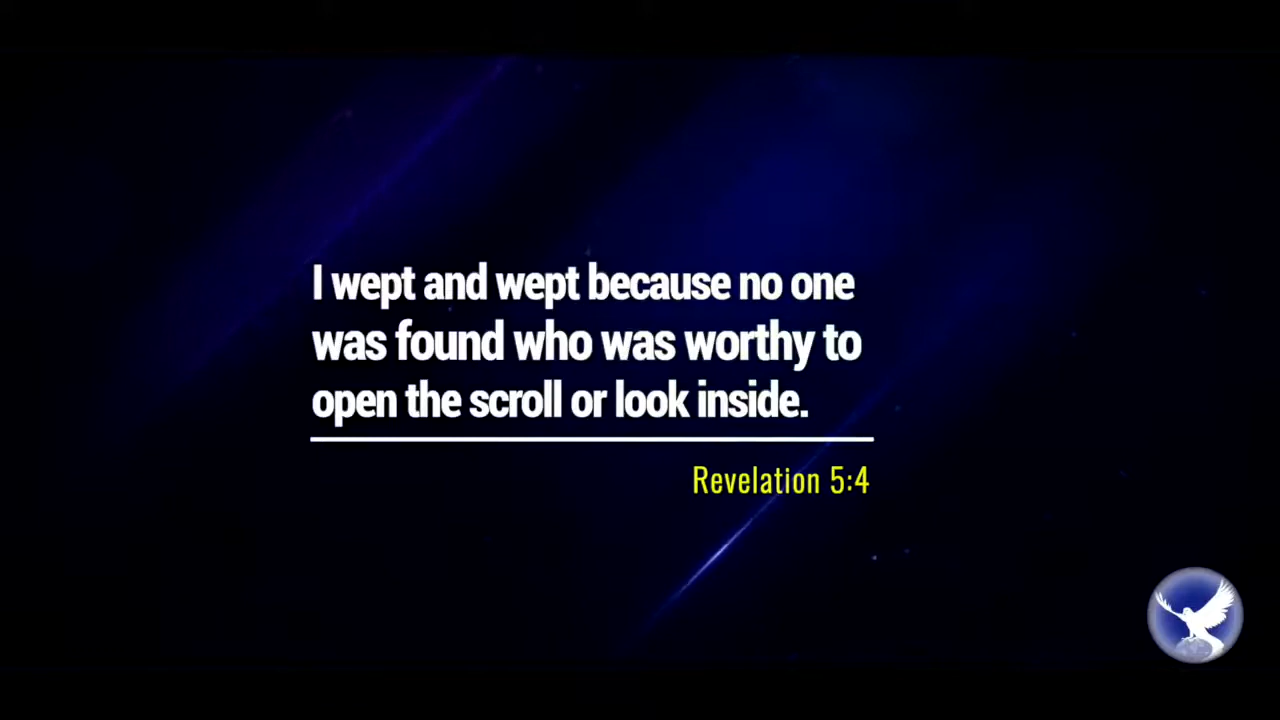 I wept and wept because no one
was found who was worthy to
open the scroll or look inside.
Revelation 5:4